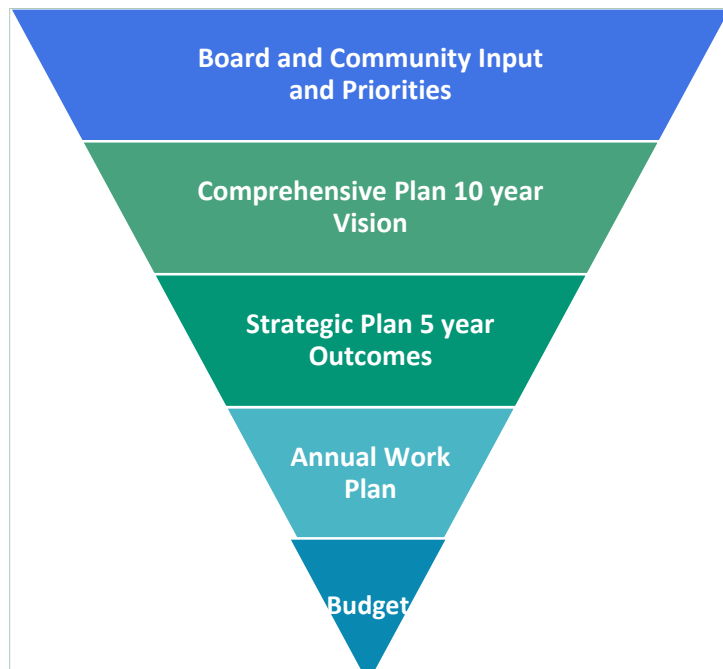 Board and Community Input
and Priorities
Comprehensive Plan 10 year
Vision
Strategic Plan 5 year
Outcomes
Annual Work
Plan
Budget